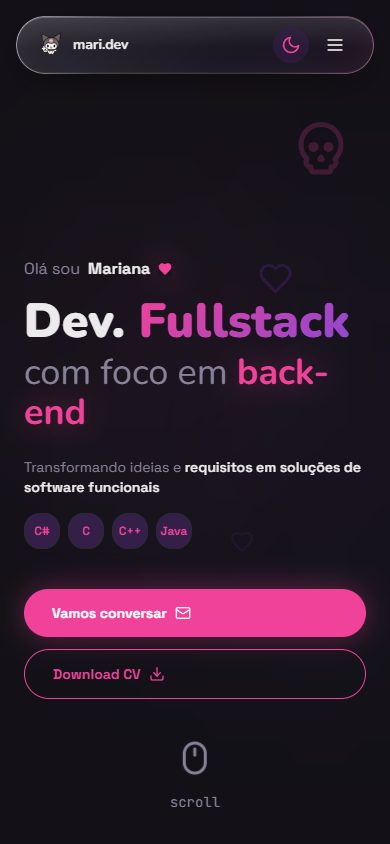 mari.dev
Olá sou Mariana
Dev. Fullstack
com foco em back-
end
Transformando ideias e requisitos em soluções de
software funcionais
C# C C++ Java
Vamos conversar
Download CV
scroll